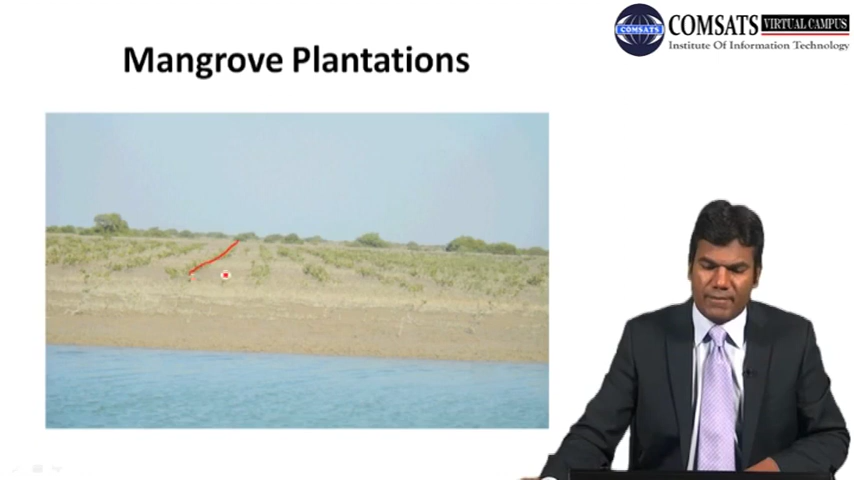 COMSATS VIRTUAL CAMPUS
Institute Of Information Technology
COMSATS
Mangrove Plantations